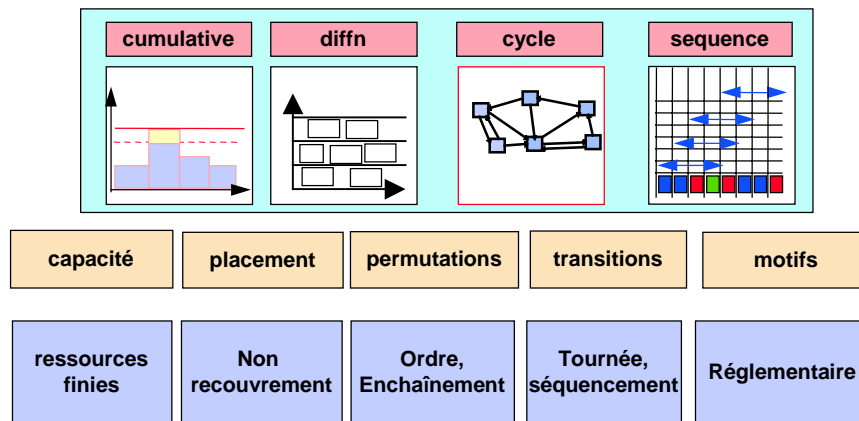 cumulative
diffn
cycle
sequence
capacité
placement
permutations
transitions
motifs
ressources
finies
Non
recouvrement
Ordre,
Enchaînement
Tournée,
séquencement
Réglementaire